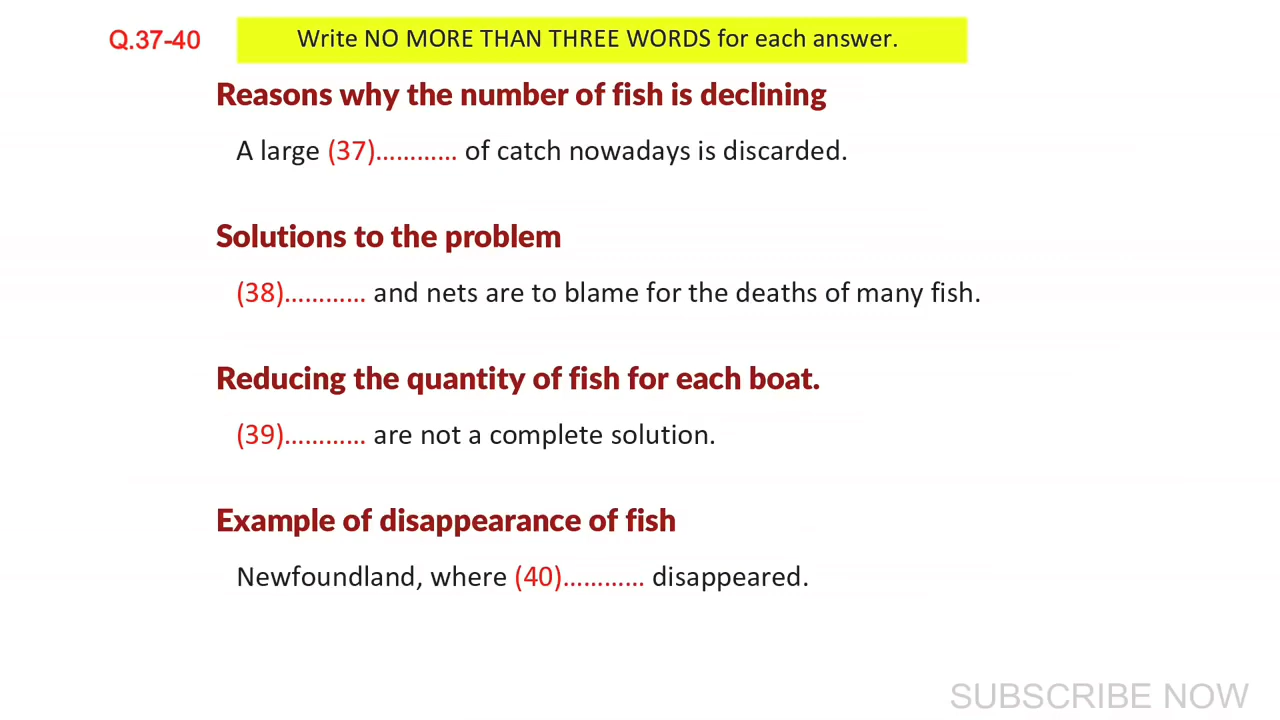 Q.37-40
Write NO MORE THAN THREE WORDS for each answer.
Reasons why the number of fish is declining
A large (37)………… of catch nowadays is discarded.
Solutions to the problem
(38)………… and nets are to blame for the deaths of many fish.
Reducing the quantity of fish for each boat.
(39)………… are not a complete solution.
Example of disappearance of fish
Newfoundland, where (40)………… disappeared.
SUBSCRIBE NOW